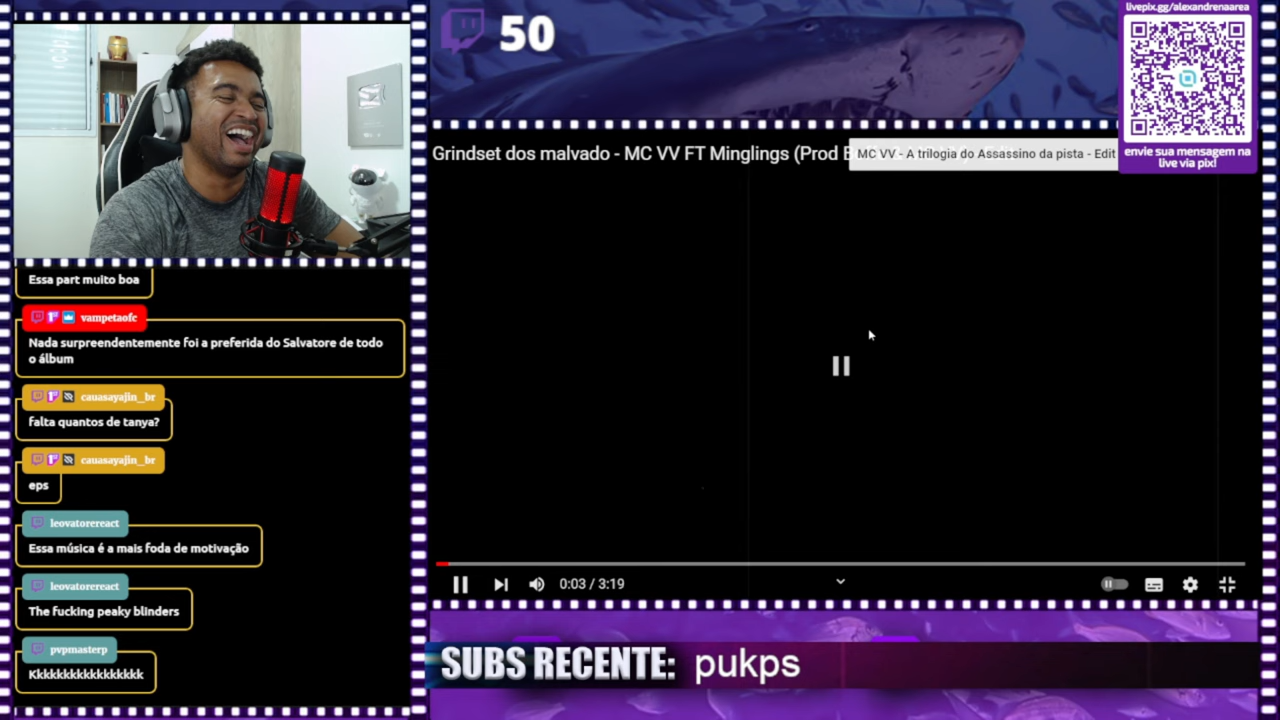 50
livepix.gg/alexandrenaarea
envie sua mensagem na
live via pix!
Grindset dos malvado - MC VV FT Minglings (Prod
MC VV - A trilogia do Assassino da pista - Edit
Essa part muito boa
vampetaofc
Nada surpreendentemente foi a preferida do Salvatore de todo
o álbum
cauasayajin_br
falta quantos de tanya?
cauasayajin_br
eps
leovatorereact
Essa música é a mais foda de motivação
leovatorereact
The fucking peaky blinders
pvpmasterp
Kkkkkkkkkkkkkkkkk
0:03 / 3:19
SUBS RECENTE: pukps